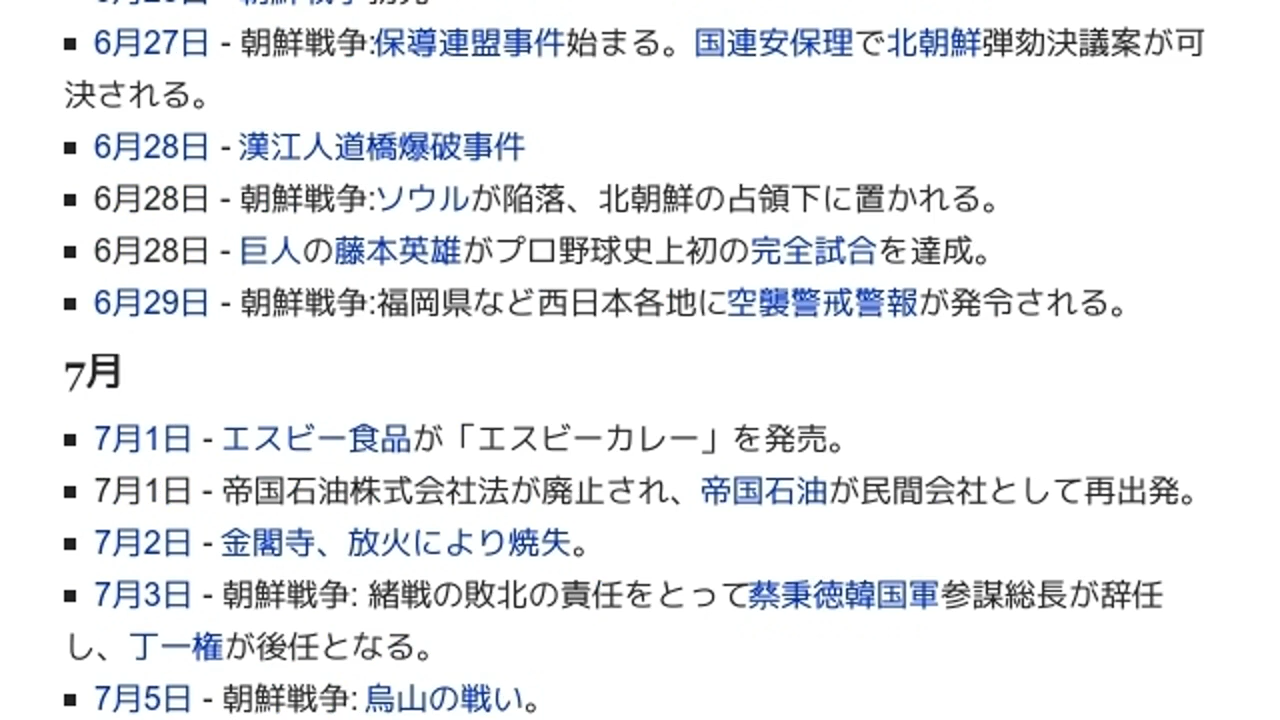 6月27日 - 朝鮮戦争:保導連盟事件始まる。国連安保理で北朝鮮弾劾決議案が可
決される。
6月28日 - 漢江人道橋爆破事件
6月28日 - 朝鮮戦争:ソウルが陥落、北朝鮮の占領下に置かれる。
6月28日 - 巨人の藤本英雄がプロ野球史上初の完全試合を達成。
6月29日 - 朝鮮戦争:福岡県など西日本各地に空襲警戒警報が発令される。
7月
7月1日 - エスビー食品が「エスビーカレー」を発売。
7月1日 - 帝国石油株式会社法が廃止され、帝国石油が民間会社として再出発。
7月2日 - 金閣寺、放火により焼失。
7月3日 - 朝鮮戦争: 緒戦の敗北の責任をとって蔡秉徳韓国軍参謀総長が辞任
し、丁一権が後任となる。
7月5日 - 朝鮮戦争: 烏山の戦い。